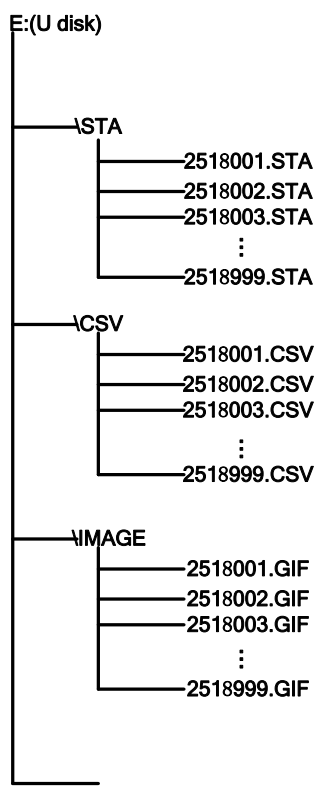 E:(U disk)
\STA
2518001.STA
2518002.STA
2518003.STA
⋮
2518999.STA
\CSV
2518001.CSV
2518002.CSV
2518003.CSV
⋮
2518999.CSV
\IMAGE
2518001.GIF
2518002.GIF
2518003.GIF
⋮
2518999.GIF